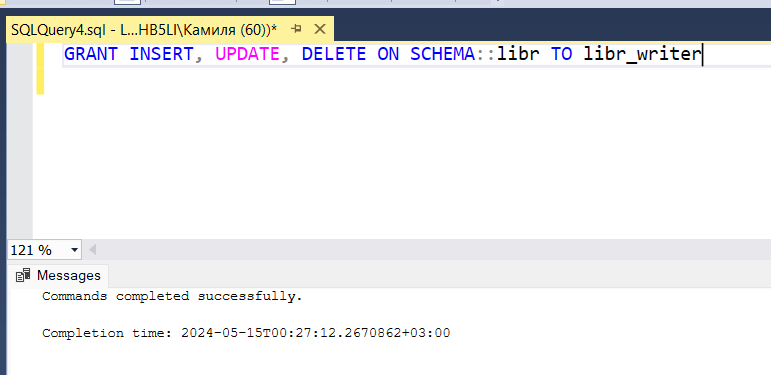 SQLQuery4.sql - L...HB5LI\Камиля (60))*
GRANT INSERT, UPDATE, DELETE ON SCHEMA::libr TO libr_writer
121 %
Messages
Commands completed successfully.
Completion time: 2024-05-15T00:27:12.2670862+03:00